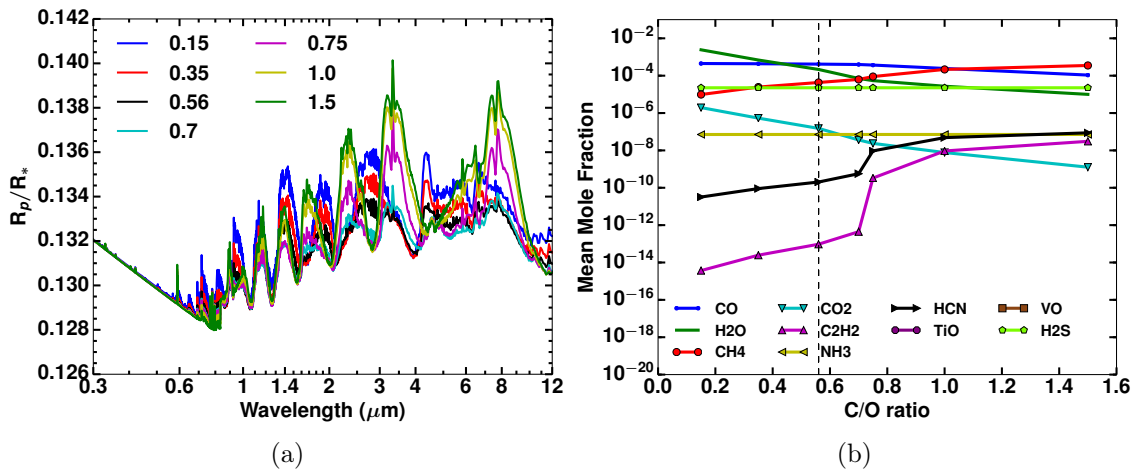 0.142
0.140
0.138
0.136
0.134
0.132
0.130
0.128
0.126
Rp/R*
0.15
0.35
0.56
0.7
0.75
1.0
1.5
0.3
0.6
1
1.4
2
3
4
6
8
12
Wavelength (μm)
(a)
10−2
10−4
10−6
10−8
10−10
10−12
10−14
10−16
10−18
10−20
Mean Mole Fraction
CO
H2O
CH4
CO2
C2H2
NH3
HCN
TiO
VO
H2S
0.0
0.2
0.4
0.6
0.8
1.0
1.2
1.4
1.6
C/O ratio
(b)